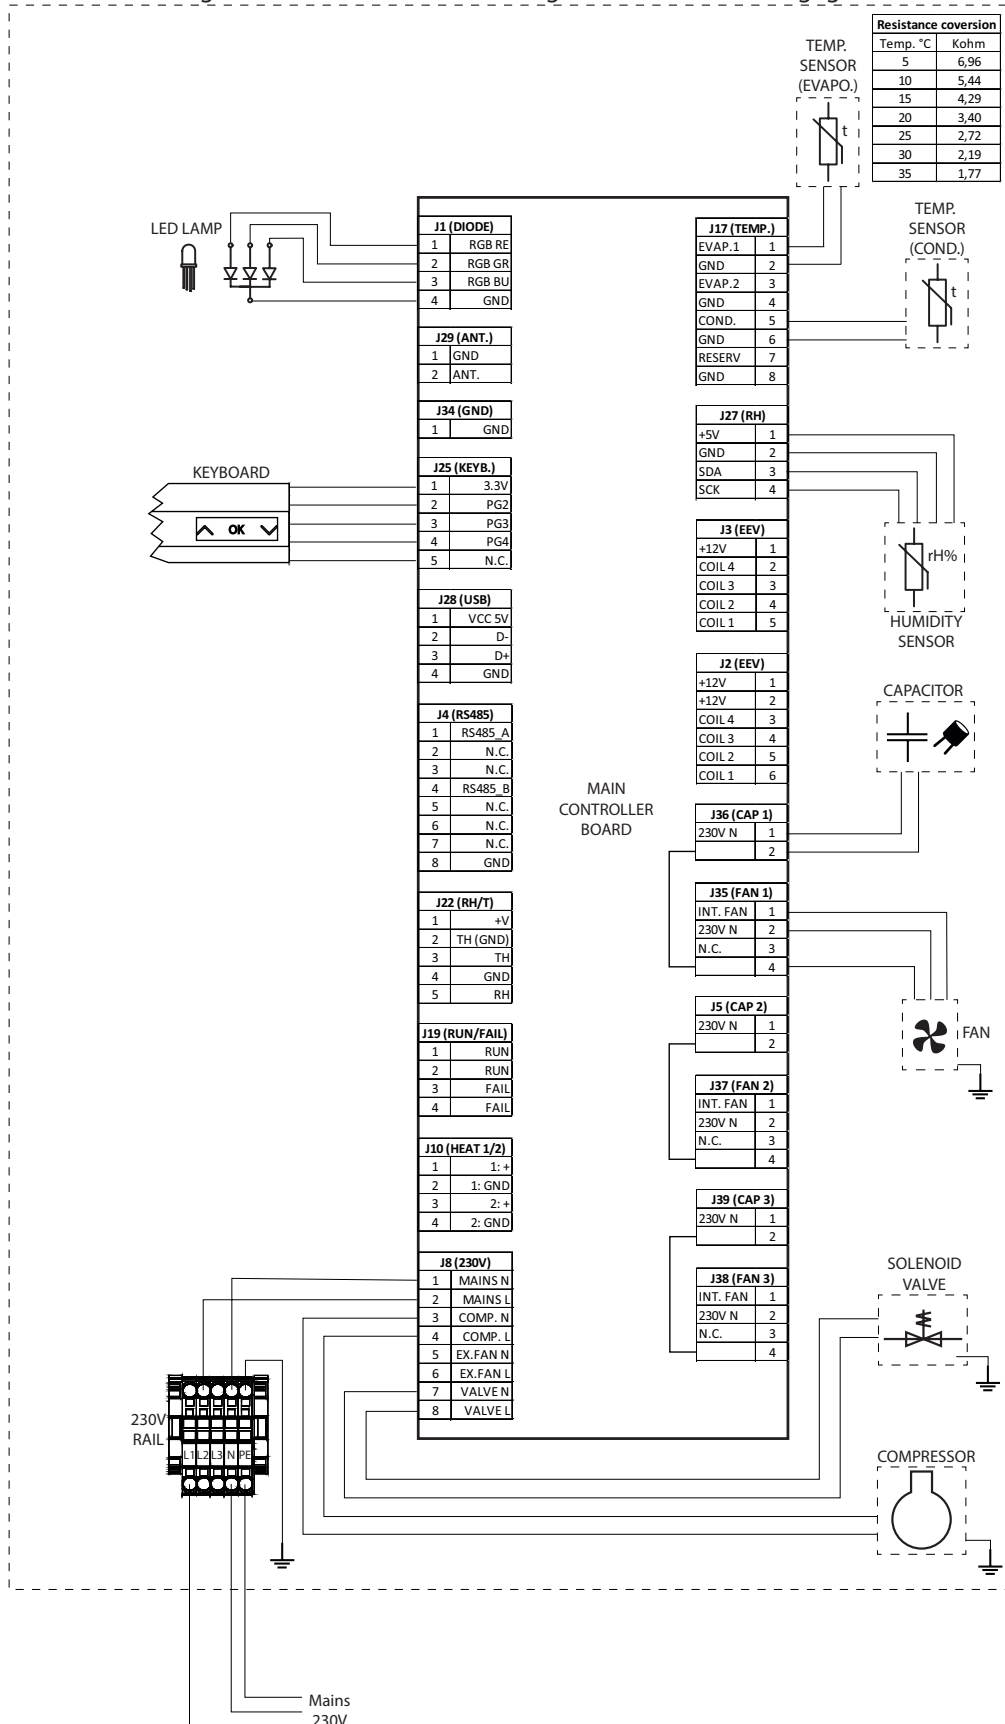 Resistance coversion
Temp. °C Kohm
5 6,96
10 5,44
15 4,29
20 3,40
25 2,72
30 2,19
35 1,77
TEMP.
SENSOR
(EVAPO.)
t
TEMP.
SENSOR
(COND.)
t
LED LAMP
J1 (DIODE)
1 RGB RE
2 RGB GR
3 RGB BU
4 GND
J29 (ANT.)
1 GND
2 ANT.
J34 (GND)
1 GND
KEYBOARD
OK
J25 (KEYB.)
1 3.3V
2 PG2
3 PG3
4 PG4
5 N.C.
J28 (USB)
1 VCC 5V
2 D-
3 D+
4 GND
J4 (RS485)
1 RS485_A
2 N.C.
3 N.C.
4 RS485_B
5 N.C.
6 N.C.
7 N.C.
8 GND
J22 (RH/T)
1 +V
2 TH (GND)
3 TH
4 GND
5 RH
J19 (RUN/FAIL)
1 RUN
2 RUN
3 FAIL
4 FAIL
J10 (HEAT 1/2)
1 1: +
2 1: GND
3 2: +
4 2: GND
J8 (230V)
1 MAINS N
2 MAINS L
3 COMP. N
4 COMP. L
5 EX.FAN N
6 EX.FAN L
7 VALVE N
8 VALVE L
MAIN
CONTROLLER
BOARD
J17 (TEMP.)
EVAP.1 1
GND 2
EVAP.2 3
GND 4
COND. 5
GND 6
RESERV 7
GND 8
J27 (RH)
+5V 1
GND 2
SDA 3
SCK 4
J3 (EEV)
+12V 1
COIL 4 2
COIL 3 3
COIL 2 4
COIL 1 5
J2 (EEV)
+12V 1
+12V 2
COIL 4 3
COIL 3 4
COIL 2 5
COIL 1 6
J36 (CAP 1)
230V N 1
2
J35 (FAN 1)
INT. FAN 1
230V N 2
N.C. 3
4
J5 (CAP 2)
230V N 1
2
J37 (FAN 2)
INT. FAN 1
230V N 2
N.C. 3
4
J39 (CAP 3)
230V N 1
2
J38 (FAN 3)
INT. FAN 1
230V N 2
N.C. 3
4
rH%
HUMIDITY
SENSOR
CAPACITOR
FAN
SOLENOID
VALVE
COMPRESSOR
230V
RAIL
L1 L2 L3 N PE
Mains
230V